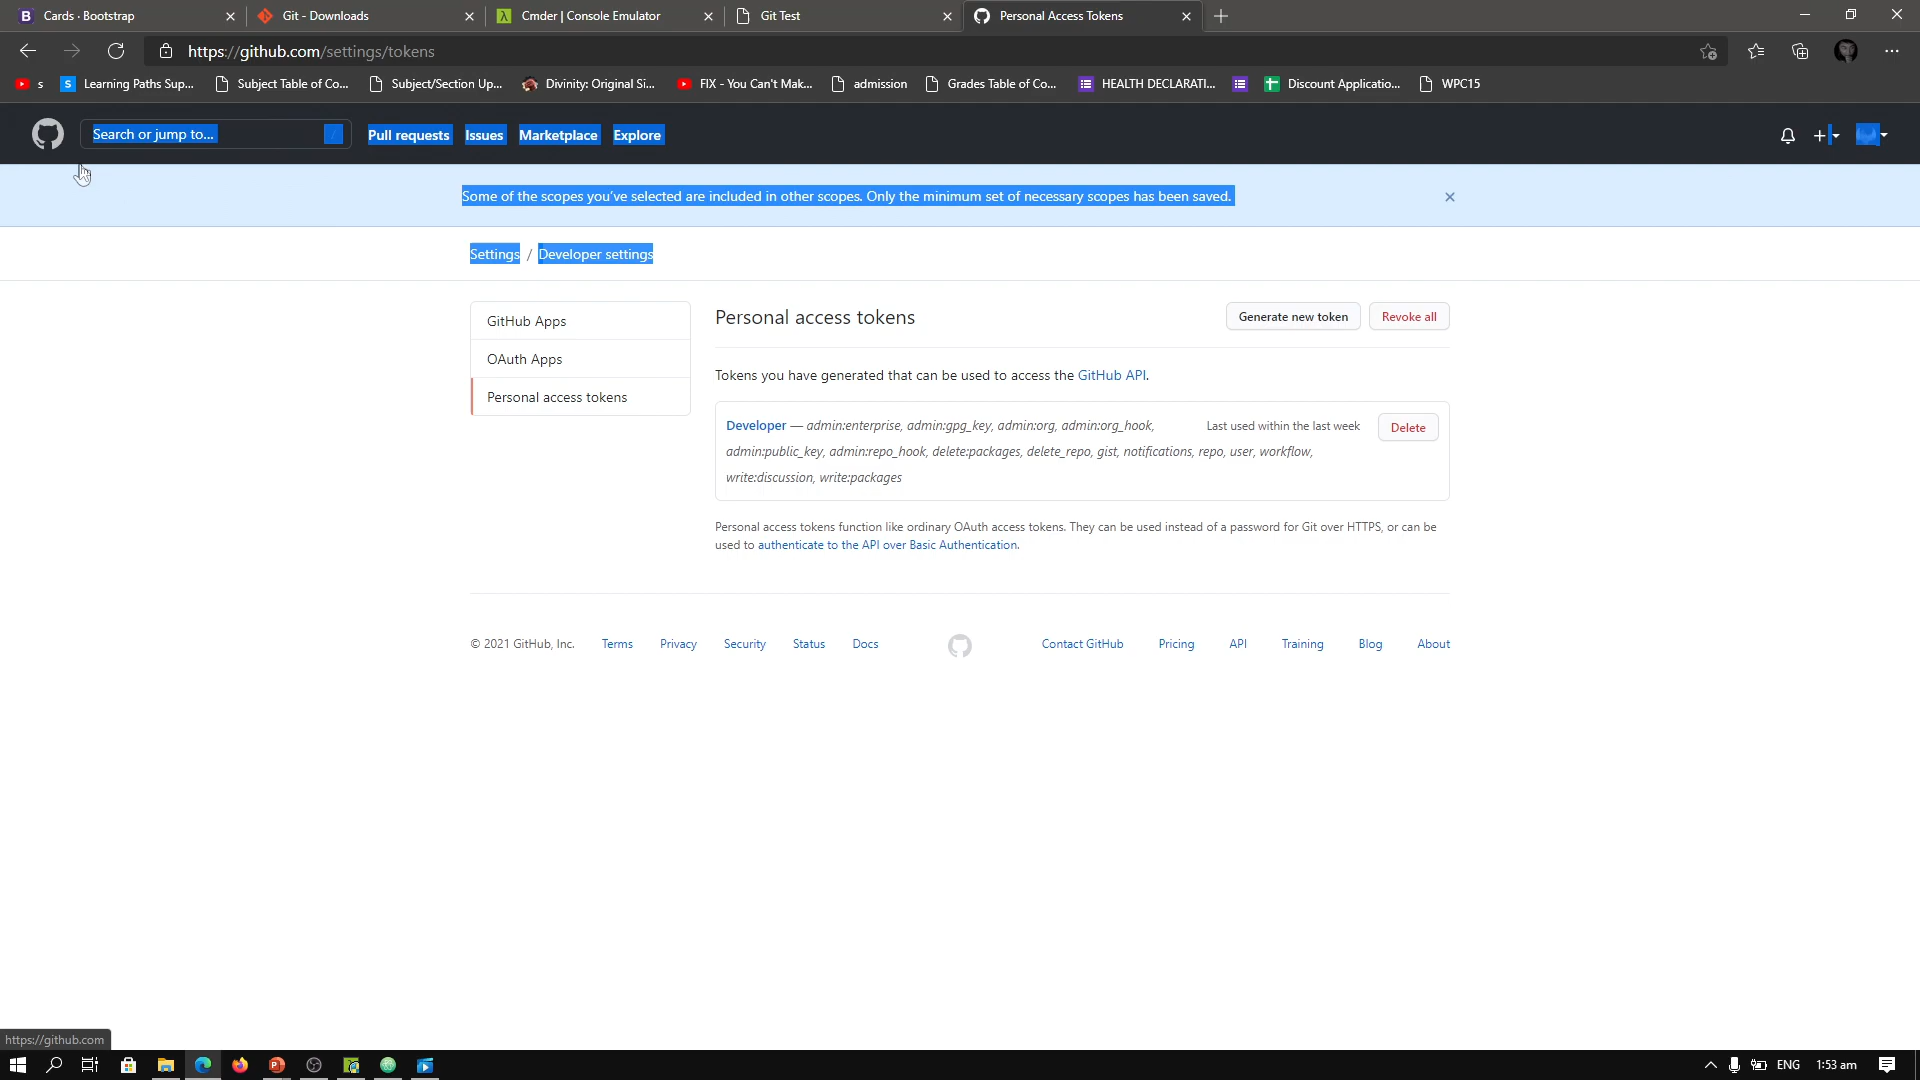 Cards · Bootstrap
Git - Downloads
Cmder | Console Emulator
Git Test
Personal Access Tokens
https://github.com/settings/tokens
s
Learning Paths Sup...
Subject Table of Co...
Subject/Section Up...
Divinity: Original Si...
FIX - You Can't Mak...
admission
Grades Table of Co...
HEALTH DECLARATI...
Discount Applicatio...
WPC15
Search or jump to...
/
Pull requests
Issues
Marketplace
Explore
Some of the scopes you've selected are included in other scopes. Only the minimum set of necessary scopes has been saved.
Settings / Developer settings
GitHub Apps
OAuth Apps
Personal access tokens
Personal access tokens
Generate new token
Revoke all
Tokens you have generated that can be used to access the GitHub API.
Developer — admin:enterprise, admin:gpg_key, admin:org, admin:org_hook,
Last used within the last week
Delete
admin:public_key, admin:repo_hook, delete:packages, delete_repo, gist, notifications, repo, user, workflow,
write:discussion, write:packages
Personal access tokens function like ordinary OAuth access tokens. They can be used instead of a password for Git over HTTPS, or can be
used to authenticate to the API over Basic Authentication.
© 2021 GitHub, Inc.
Terms
Privacy
Security
Status
Docs
Contact GitHub
Pricing
API
Training
Blog
About
https://github.com
ENG
1:53 am